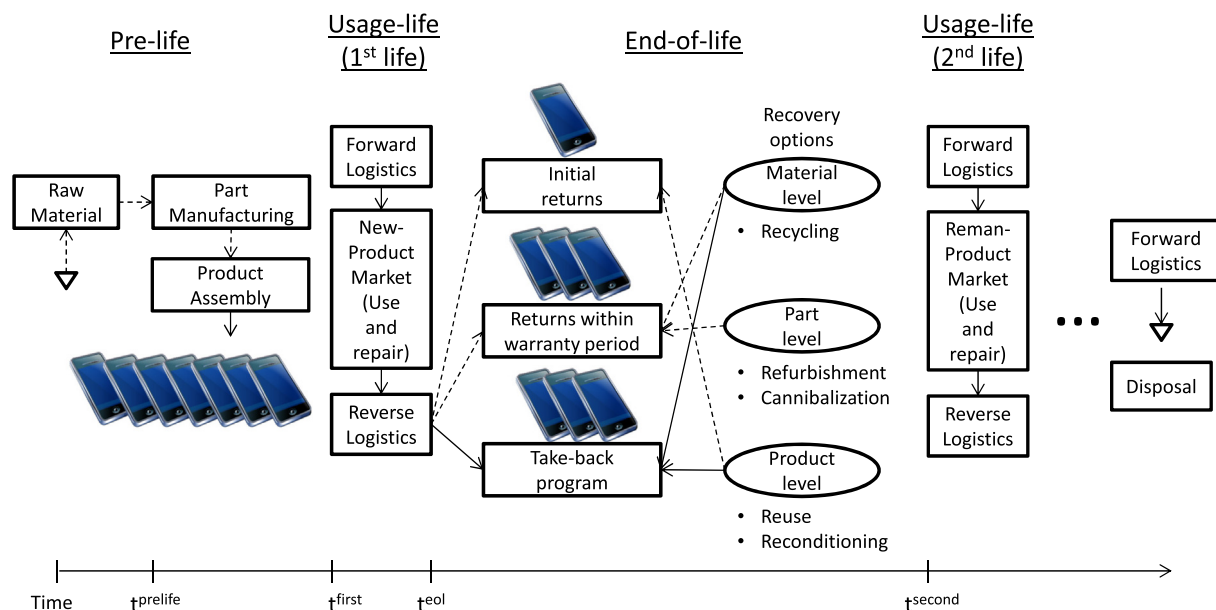 Pre-life
Usage-life
(1st life)
End-of-life
Usage-life
(2nd life)
Raw
Material
Part
Manufacturing
Product
Assembly
Forward
Logistics
New-
Product
Market
(Use
and
repair)
Reverse
Logistics
Initial
returns
Returns within
warranty period
Take-back
program
Recovery
options
Material
level
• Recycling
Part
level
• Refurbishment
• Cannibalization
Product
level
• Reuse
• Reconditioning
Forward
Logistics
Reman-
Product
Market
(Use
and
repair)
Reverse
Logistics
...
Forward
Logistics
Disposal
Time
tprelife
tfirst
teol
tsecond